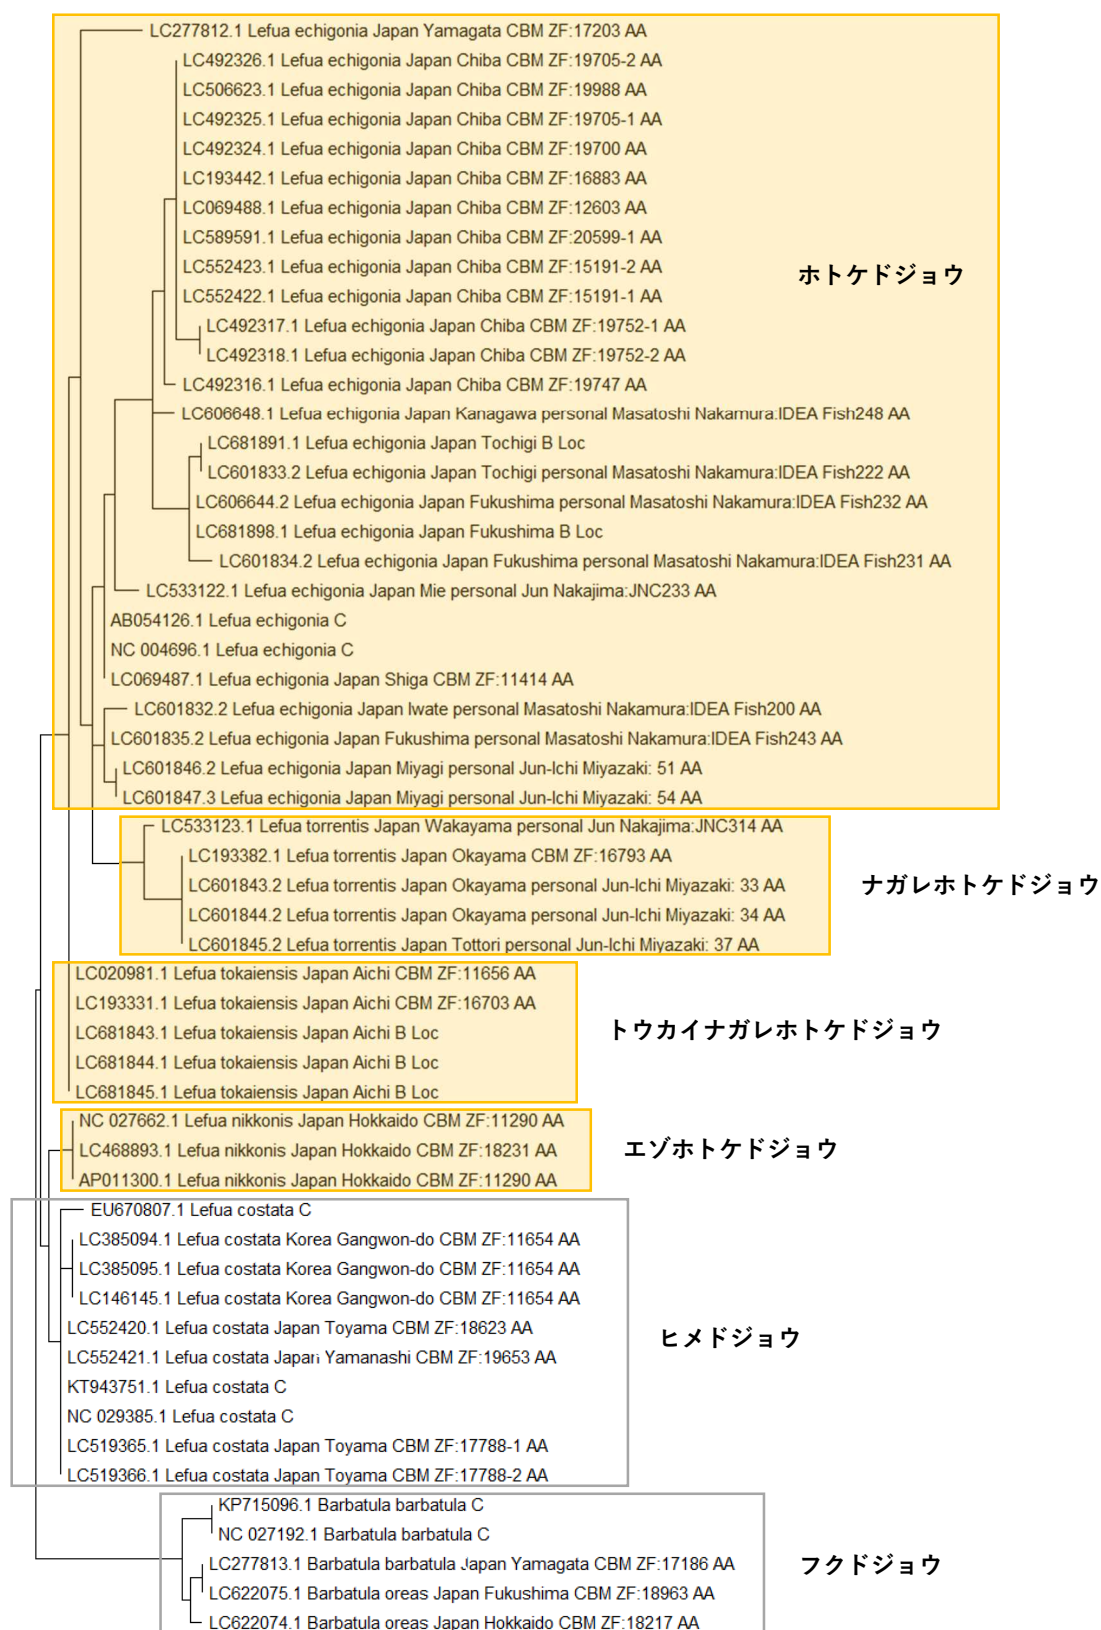 LC277812.1 Lefua echigonia Japan Yamagata CBM ZF:17203 AA
LC492326.1 Lefua echigonia Japan Chiba CBM ZF:19705-2 AA
LC506623.1 Lefua echigonia Japan Chiba CBM ZF:19988 AA
LC492325.1 Lefua echigonia Japan Chiba CBM ZF:19705-1 AA
LC492324.1 Lefua echigonia Japan Chiba CBM ZF:19700 AA
LC193442.1 Lefua echigonia Japan Chiba CBM ZF:16883 AA
LC069488.1 Lefua echigonia Japan Chiba CBM ZF:12603 AA
LC589591.1 Lefua echigonia Japan Chiba CBM ZF:20599-1 AA
LC552423.1 Lefua echigonia Japan Chiba CBM ZF:15191-2 AA
ホトケドジョウ
LC552422.1 Lefua echigonia Japan Chiba CBM ZF:15191-1 AA
LC492317.1 Lefua echigonia Japan Chiba CBM ZF:19752-1 AA
LC492318.1 Lefua echigonia Japan Chiba CBM ZF:19752-2 AA
LC492316.1 Lefua echigonia Japan Chiba CBM ZF:19747 AA
LC606648.1 Lefua echigonia Japan Kanagawa personal Masatoshi Nakamura:IDEA Fish248 AA
LC681891.1 Lefua echigonia Japan Tochigi B Loc
LC601833.2 Lefua echigonia Japan Tochigi personal Masatoshi Nakamura:IDEA Fish222 AA
LC606644.2 Lefua echigonia Japan Fukushima personal Masatoshi Nakamura:IDEA Fish232 AA
LC681898.1 Lefua echigonia Japan Fukushima B Loc
LC601834.2 Lefua echigonia Japan Fukushima personal Masatoshi Nakamura:IDEA Fish231 AA
LC533122.1 Lefua echigonia Japan Mie personal Jun Nakajima:JNC233 AA
AB054126.1 Lefua echigonia C
NC 004696.1 Lefua echigonia C
LC069487.1 Lefua echigonia Japan Shiga CBM ZF:11414 AA
LC601832.2 Lefua echigonia Japan Iwate personal Masatoshi Nakamura:IDEA Fish200 AA
LC601835.2 Lefua echigonia Japan Fukushima personal Masatoshi Nakamura:IDEA Fish243 AA
LC601846.2 Lefua echigonia Japan Miyagi personal Jun-Ichi Miyazaki: 51 AA
LC601847.3 Lefua echigonia Japan Miyagi personal Jun-Ichi Miyazaki: 54 AA
LC533123.1 Lefua torrentis Japan Wakayama personal Jun Nakajima:JNC314 AA
LC193382.1 Lefua torrentis Japan Okayama CBM ZF:16793 AA
LC601843.2 Lefua torrentis Japan Okayama personal Jun-Ichi Miyazaki: 33 AA
ナガレホトケドジョウ
LC601844.2 Lefua torrentis Japan Okayama personal Jun-Ichi Miyazaki: 34 AA
LC601845.2 Lefua torrentis Japan Tottori personal Jun-Ichi Miyazaki: 37 AA
LC020981.1 Lefua tokaiensis Japan Aichi CBM ZF:11656 AA
LC193331.1 Lefua tokaiensis Japan Aichi CBM ZF:16703 AA
LC681843.1 Lefua tokaiensis Japan Aichi B Loc
トウカイナガレホトケドジョウ
LC681844.1 Lefua tokaiensis Japan Aichi B Loc
LC681845.1 Lefua tokaiensis Japan Aichi B Loc
NC 027662.1 Lefua nikkonis Japan Hokkaido CBM ZF:11290 AA
LC468893.1 Lefua nikkonis Japan Hokkaido CBM ZF:18231 AA
エゾホトケドジョウ
AP011300.1 Lefua nikkonis Japan Hokkaido CBM ZF:11290 AA
EU670807.1 Lefua costata C
LC385094.1 Lefua costata Korea Gangwon-do CBM ZF:11654 AA
LC385095.1 Lefua costata Korea Gangwon-do CBM ZF:11654 AA
LC146145.1 Lefua costata Korea Gangwon-do CBM ZF:11654 AA
LC552420.1 Lefua costata Japan Toyama CBM ZF:18623 AA
ヒメドジョウ
LC552421.1 Lefua costata Japan Yamanashi CBM ZF:19653 AA
KT943751.1 Lefua costata C
NC 029385.1 Lefua costata C
LC519365.1 Lefua costata Japan Toyama CBM ZF:17788-1 AA
LC519366.1 Lefua costata Japan Toyama CBM ZF:17788-2 AA
KP715096.1 Barbatula barbatula C
NC 027192.1 Barbatula barbatula C
LC277813.1 Barbatula barbatula Japan Yamagata CBM ZF:17186 AA
フクドジョウ
LC622075.1 Barbatula oreas Japan Fukushima CBM ZF:18963 AA
LC622074.1 Barbatula oreas Japan Hokkaido CBM ZF:18217 AA